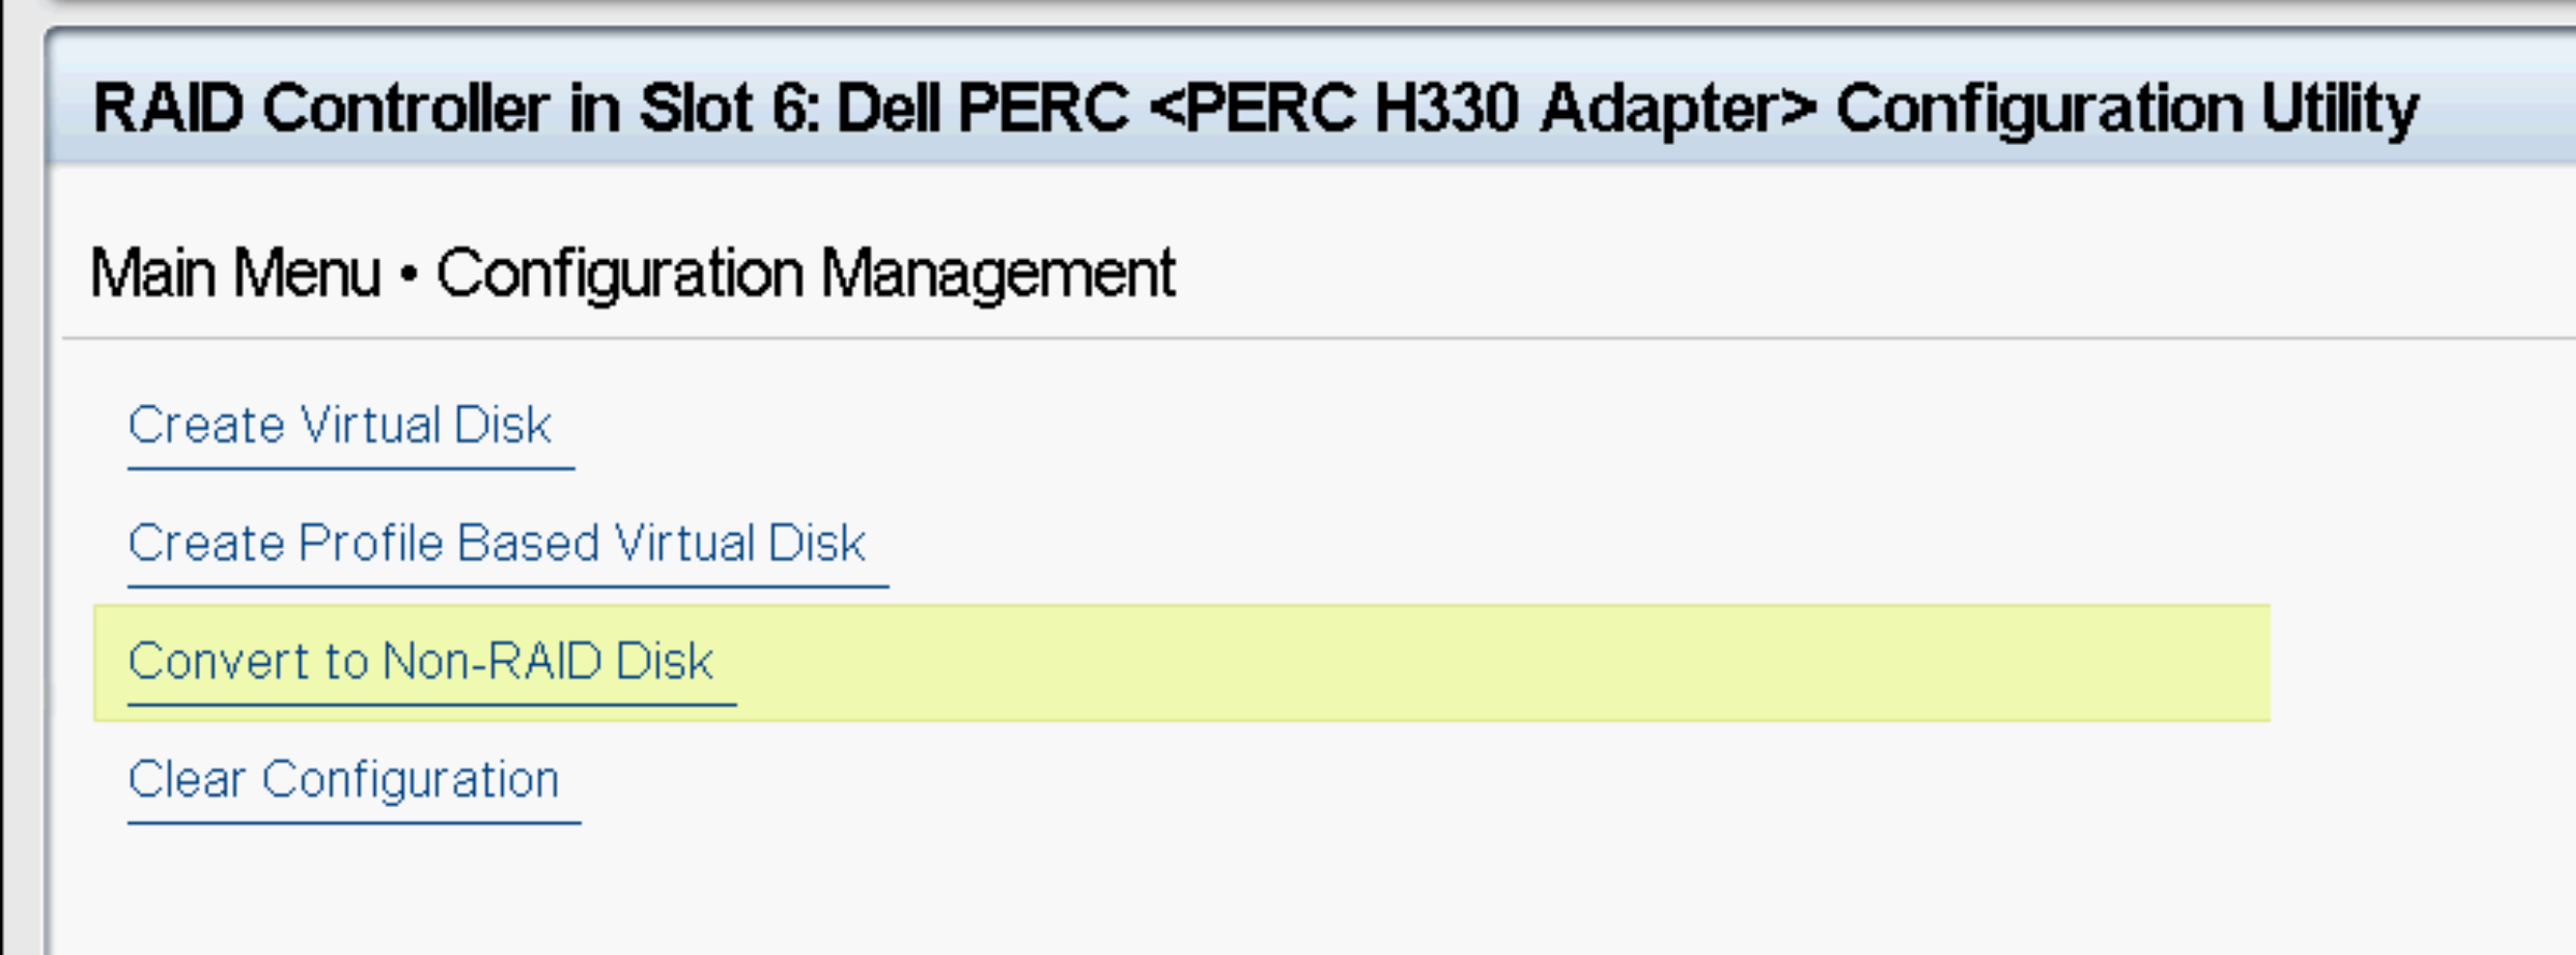 RAID Controller in Slot 6: Dell PERC <PERC H330 Adapter> Configuration Utility
Main Menu • Configuration Management
Create Virtual Disk
Create Profile Based Virtual Disk
Convert to Non-RAID Disk
Clear Configuration